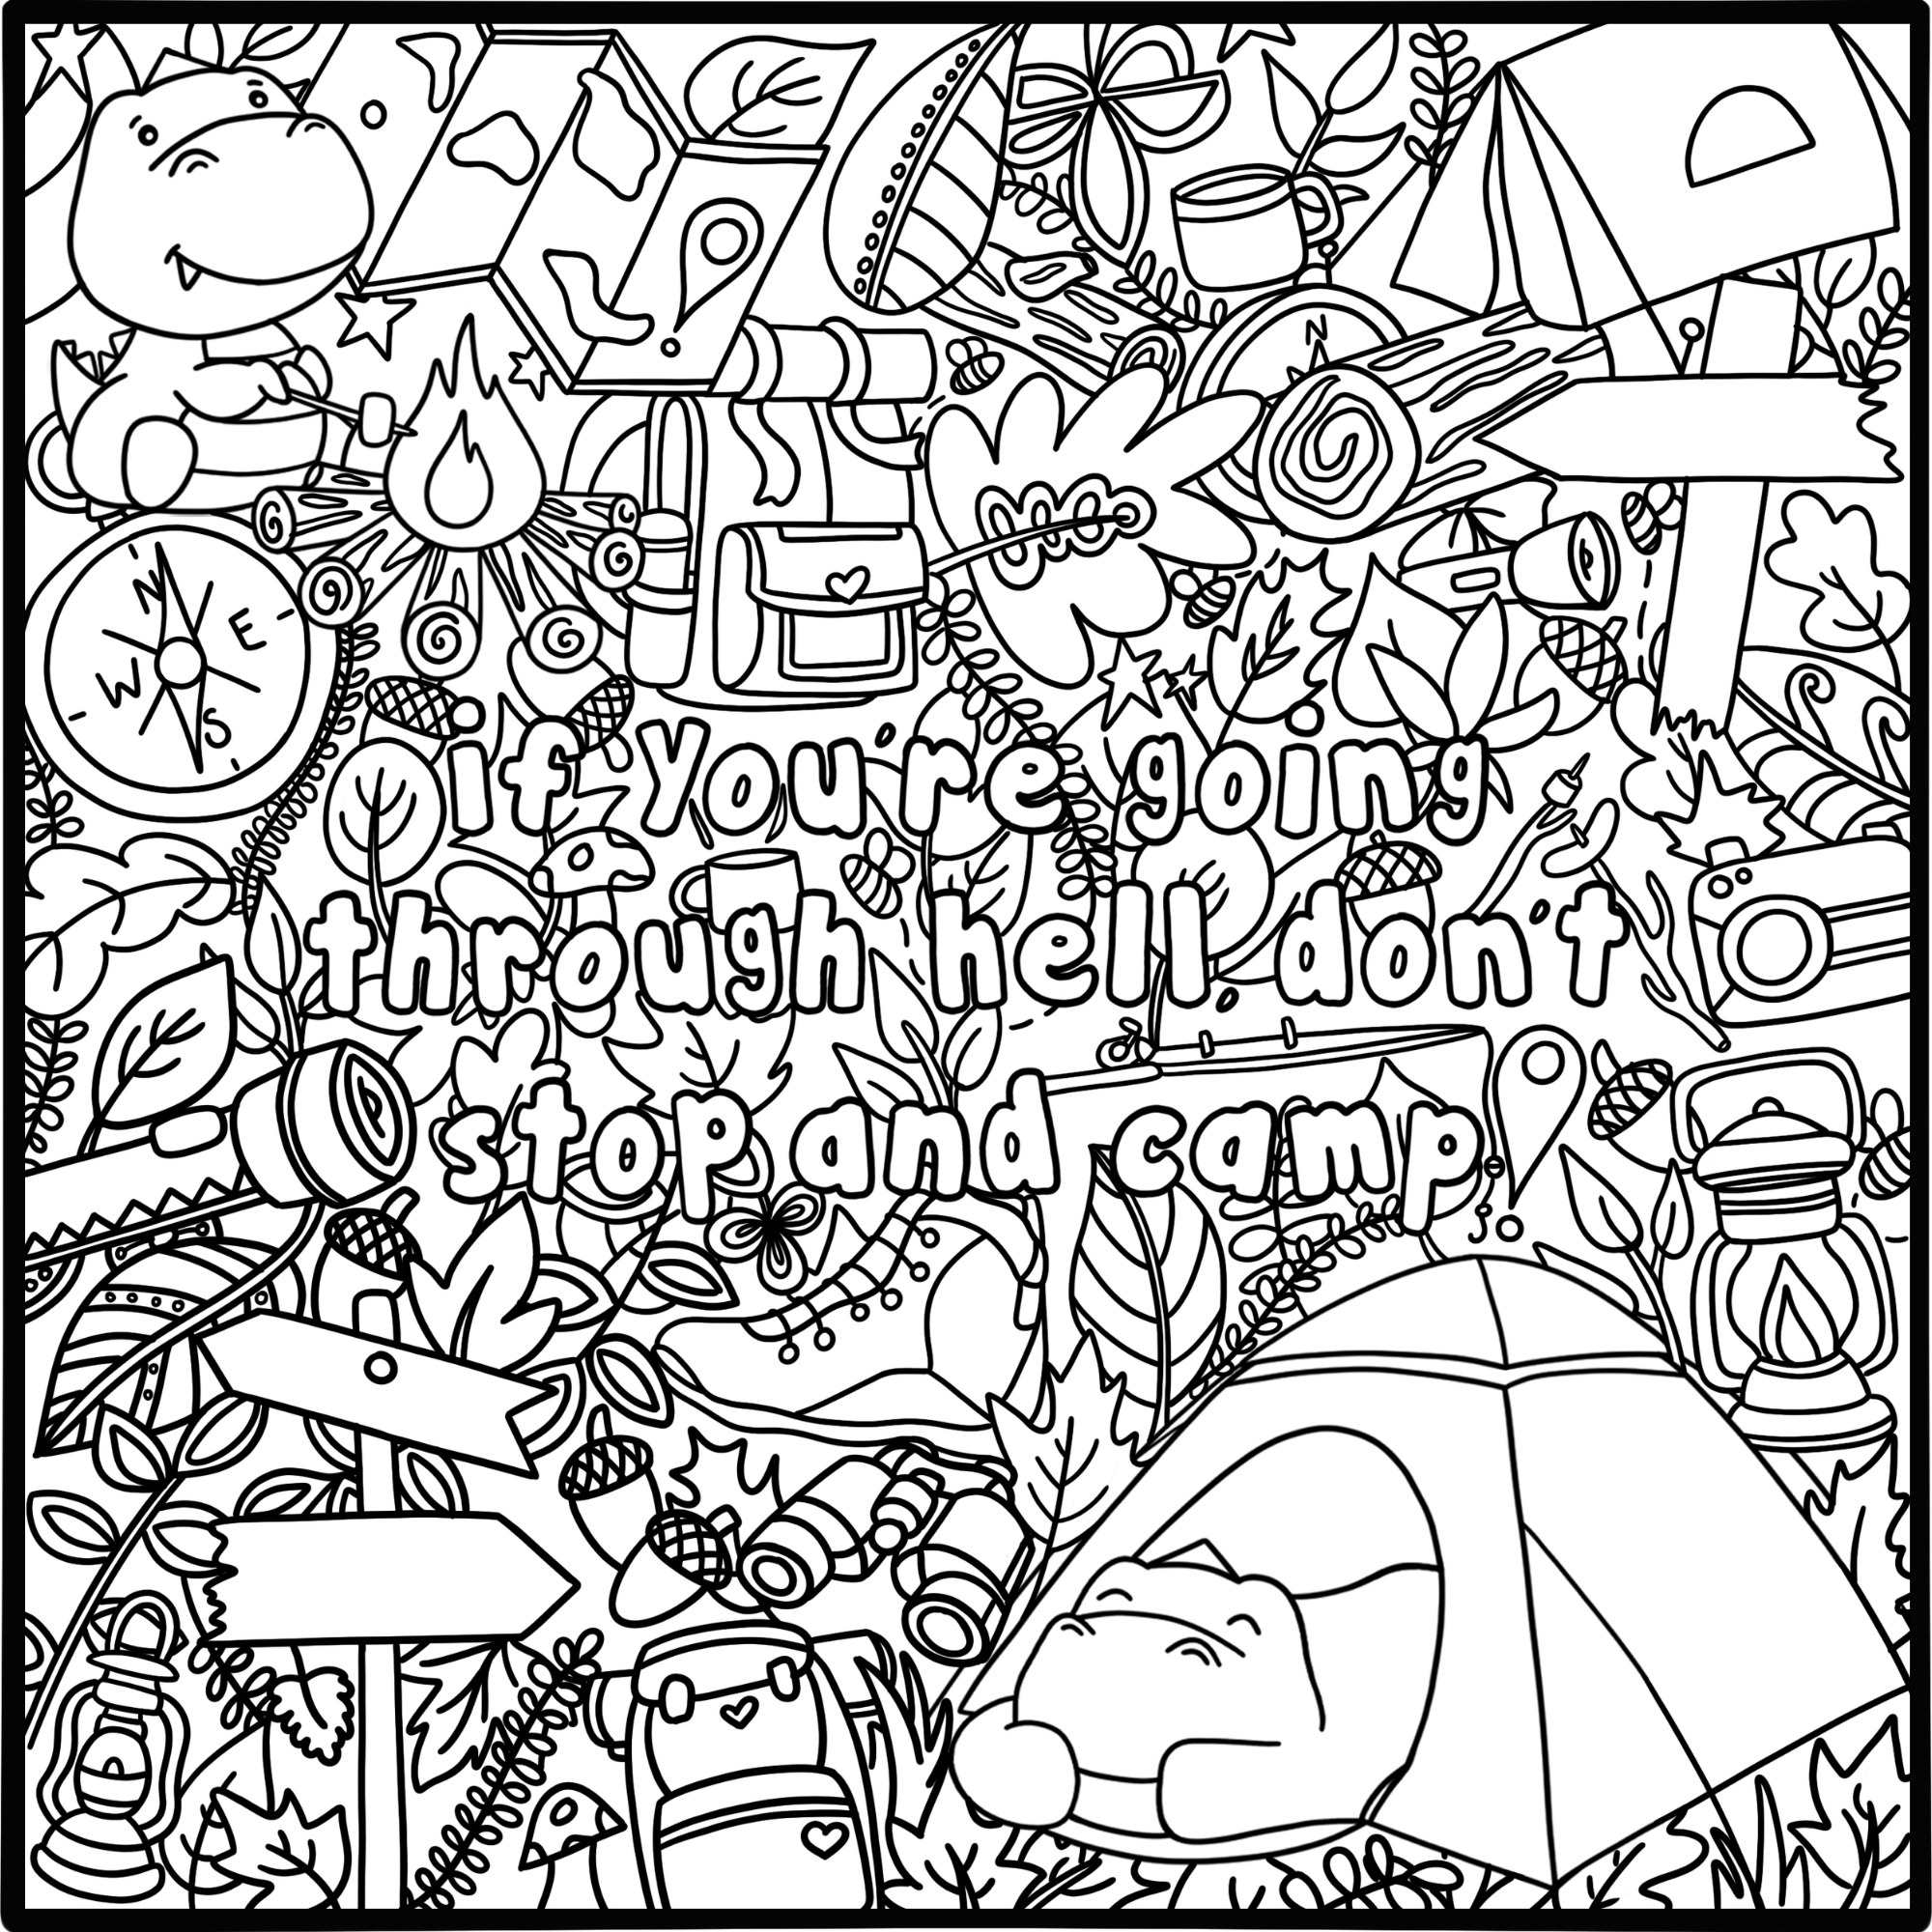 N
N
E
W
S
if you're going
through hell, don't
stop and camp